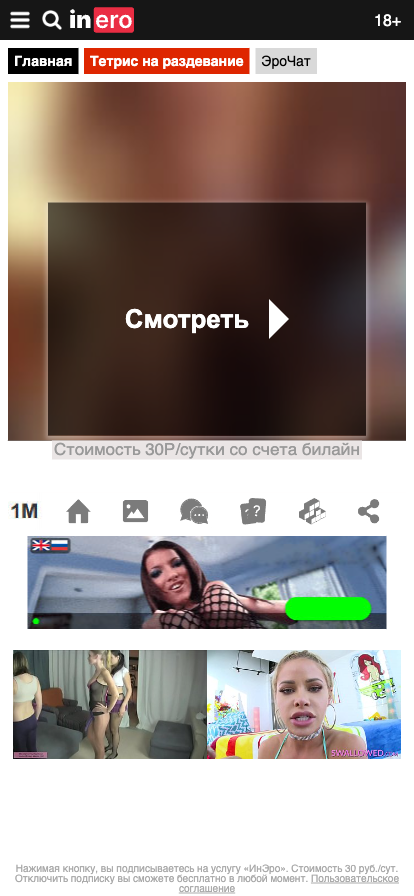 inero 18+
Главная Тетрис на раздевание ЭроЧат
Смотреть
Стоимость 30Р/сутки со счета билайн
1М
?
SWALLOWED
Нажимая кнопку, вы подписываетесь на услугу «ИнЭро». Стоимость 30 руб./сут.
Отключить подписку вы сможете бесплатно в любой момент. Пользовательское
соглашение